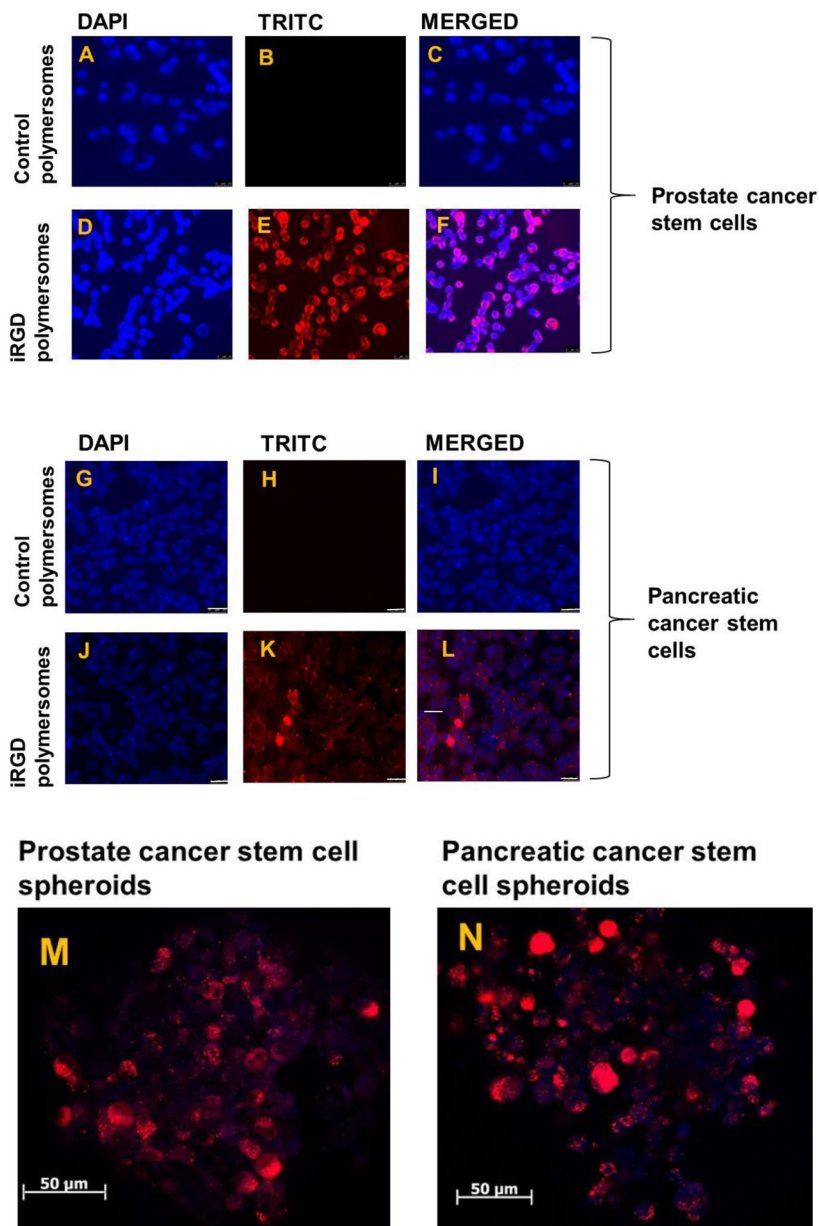 DAPI TRITC MERGED
Control
polymersomes
A B C
iRGD
polymersomes
D E F
Prostate cancer
stem cells
DAPI TRITC MERGED
Control
polymersomes
G H I
iRGD
polymersomes
J K L
Pancreatic
cancer stem
cells
Prostate cancer stem cell
spheroids
Pancreatic cancer stem
cell spheroids
M
N
50 µm
50 µm